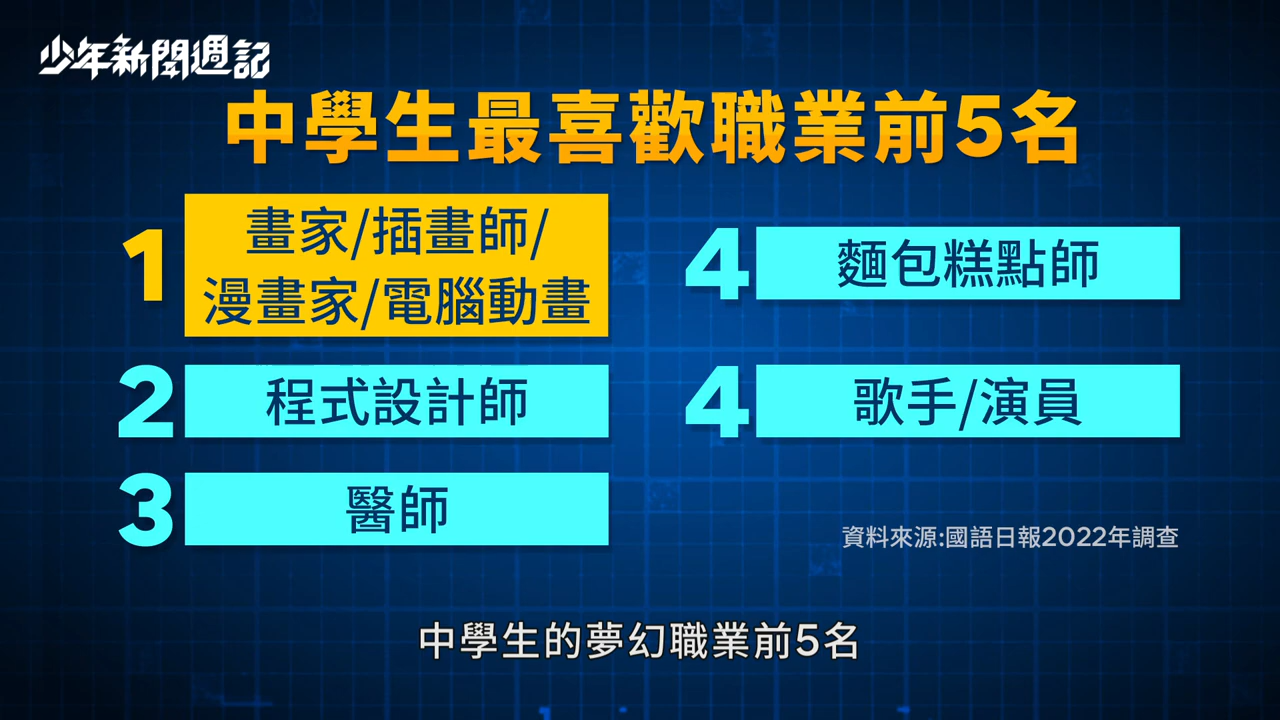 少年新聞週記
中學生最喜歡職業前5名
1
畫家/插畫師/
漫畫家/電腦動畫
2
程式設計師
3
醫師
4
麵包糕點師
4
歌手/演員
資料來源:國語日報2022年調查
中學生的夢幻職業前5名